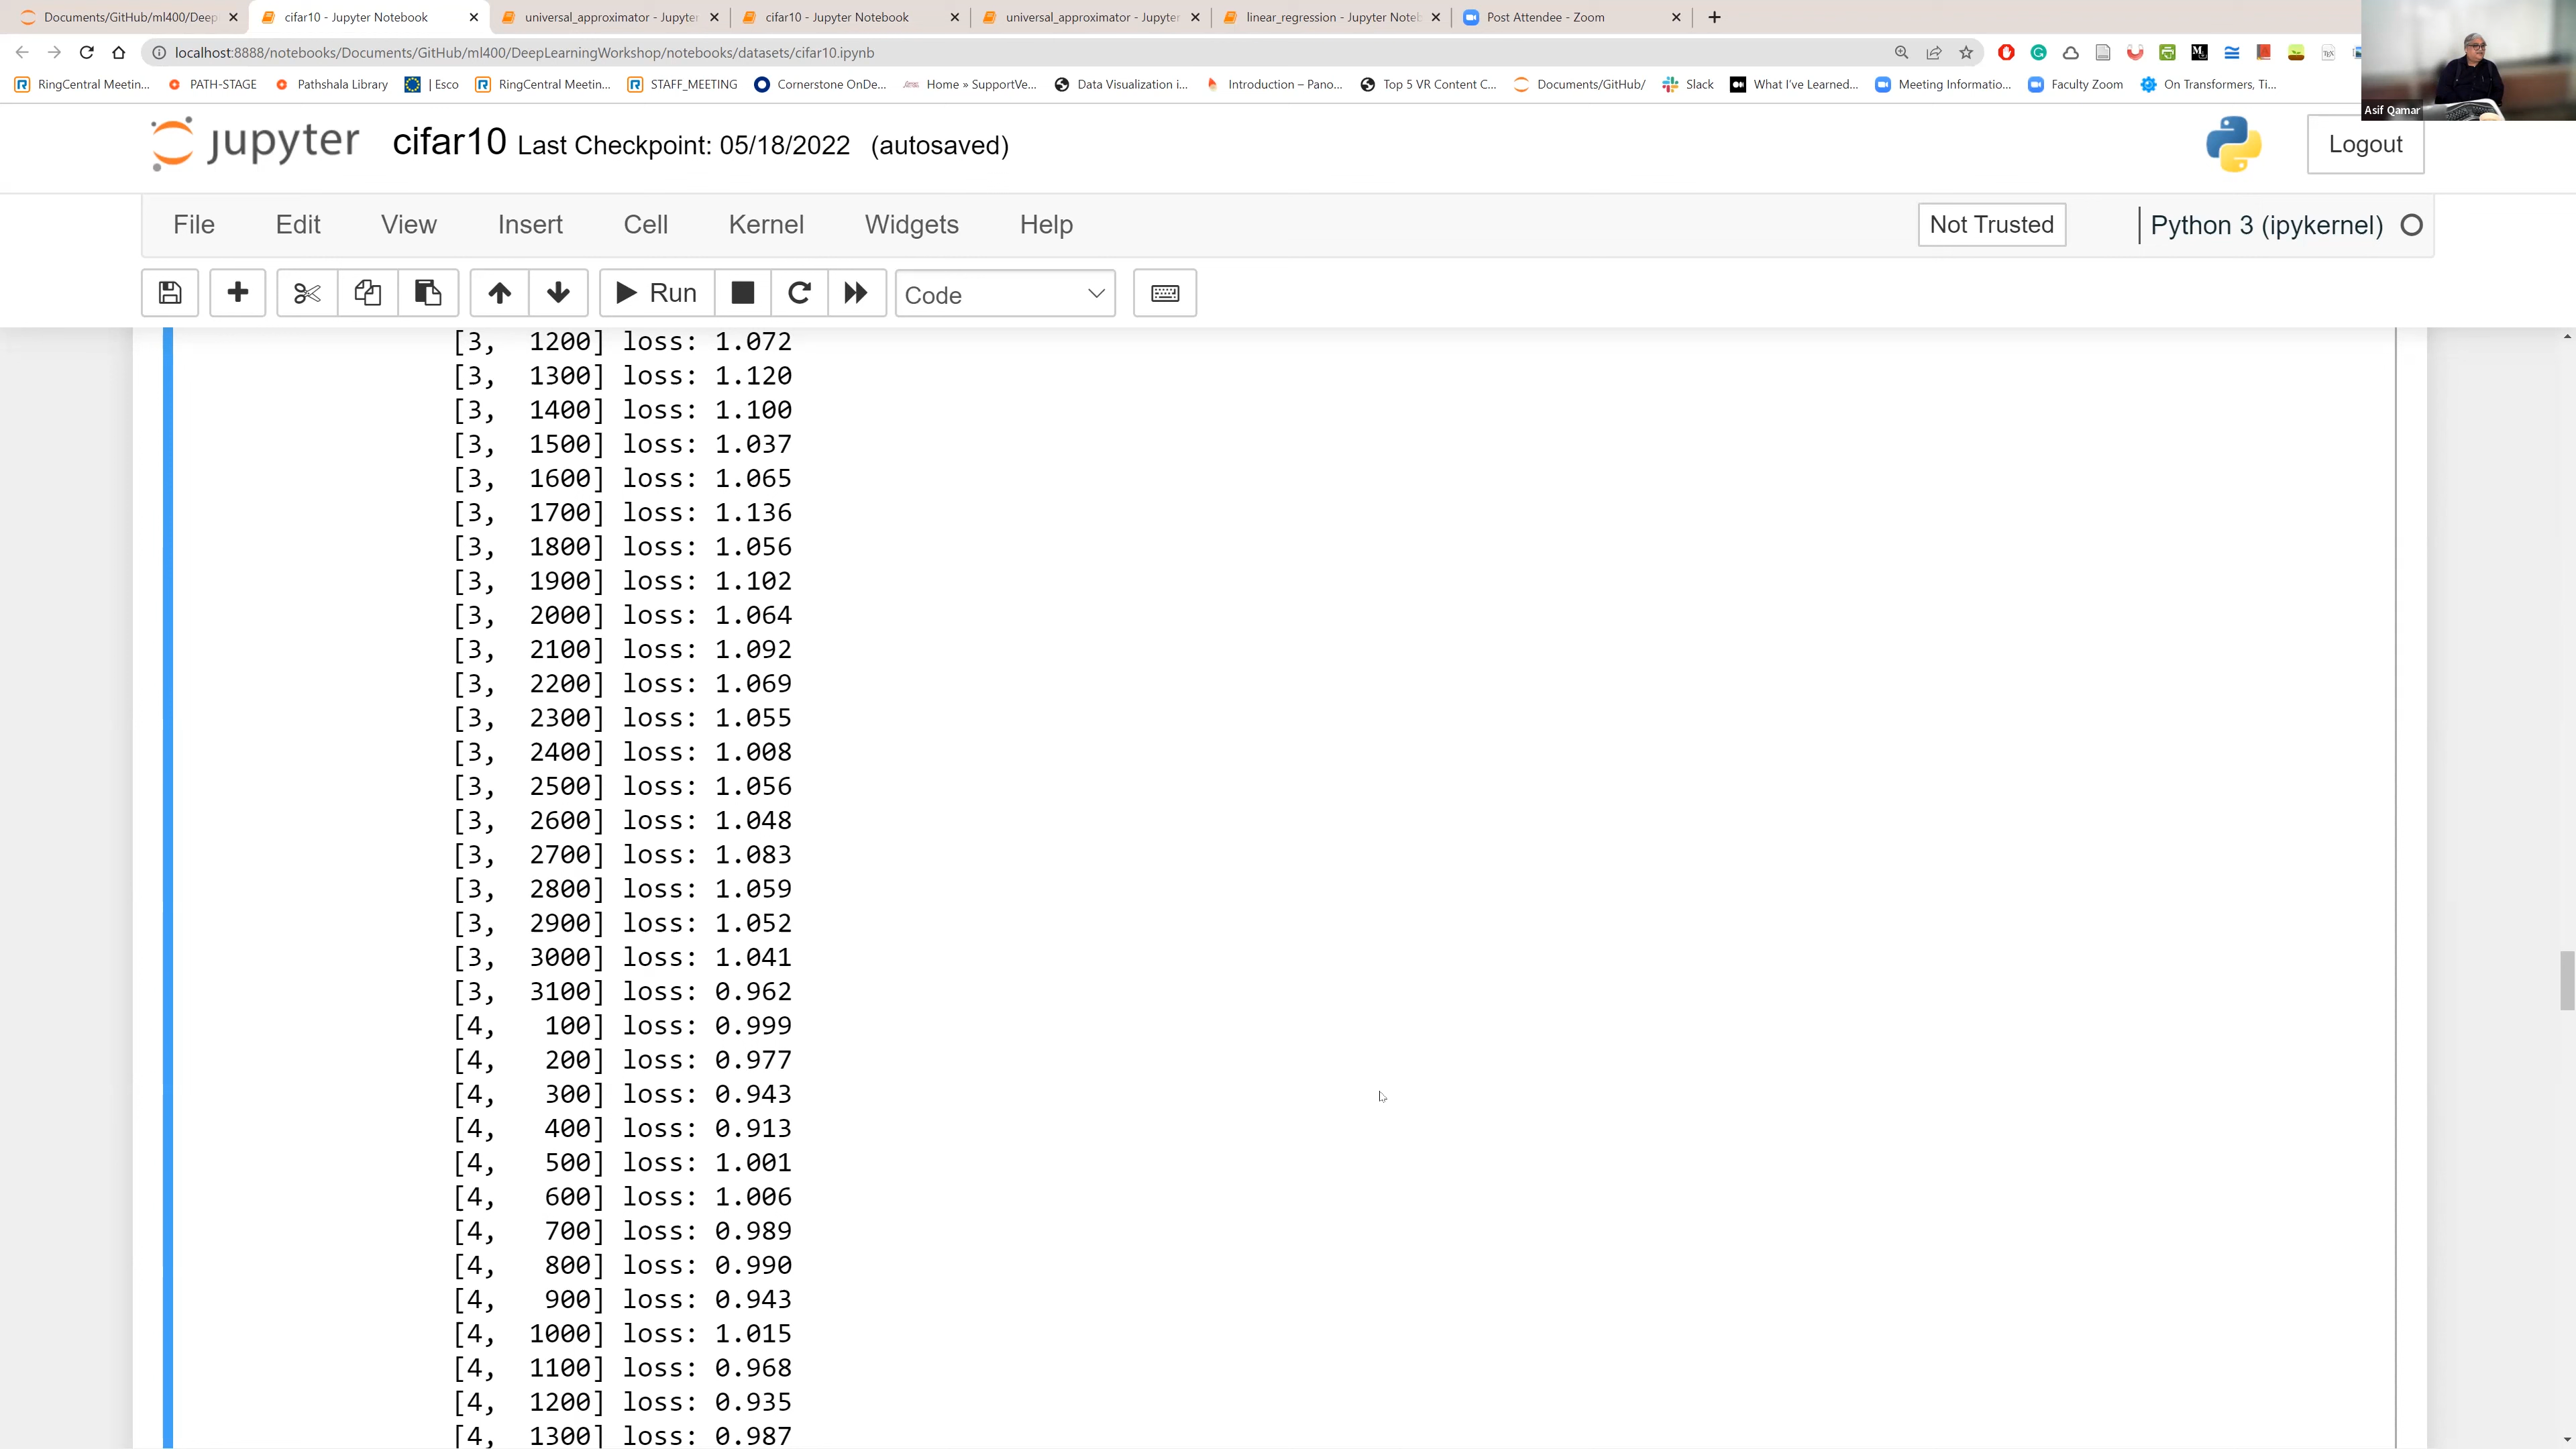 Documents/GitHub/ml400/Deep
cifar10 - Jupyter Notebook
universal_approximator - Jupyter
cifar10 - Jupyter Notebook
universal_approximator - Jupyter
linear_regression - Jupyter Noteb
Post Attendee - Zoom
localhost:8888/notebooks/Documents/GitHub/ml400/DeepLearningWorkshop/notebooks/datasets/cifar10.ipynb
RingCentral Meetin...
PATH-STAGE
Pathshala Library
| Esco
RingCentral Meetin...
STAFF_MEETING
Cornerstone OnDe...
Home » SupportVe...
Data Visualization i...
Introduction – Pano...
Top 5 VR Content C...
Documents/GitHub/
Slack
What I've Learned...
Meeting Informatio...
Faculty Zoom
On Transformers, Ti...
Asif Qamar
jupyter cifar10 Last Checkpoint: 05/18/2022 (autosaved)
Logout
File Edit View Insert Cell Kernel Widgets Help
Not Trusted
Python 3 (ipykernel)
Run
Code
[3, 1200] loss: 1.072
[3, 1300] loss: 1.120
[3, 1400] loss: 1.100
[3, 1500] loss: 1.037
[3, 1600] loss: 1.065
[3, 1700] loss: 1.136
[3, 1800] loss: 1.056
[3, 1900] loss: 1.102
[3, 2000] loss: 1.064
[3, 2100] loss: 1.092
[3, 2200] loss: 1.069
[3, 2300] loss: 1.055
[3, 2400] loss: 1.008
[3, 2500] loss: 1.056
[3, 2600] loss: 1.048
[3, 2700] loss: 1.083
[3, 2800] loss: 1.059
[3, 2900] loss: 1.052
[3, 3000] loss: 1.041
[3, 3100] loss: 0.962
[4, 100] loss: 0.999
[4, 200] loss: 0.977
[4, 300] loss: 0.943
[4, 400] loss: 0.913
[4, 500] loss: 1.001
[4, 600] loss: 1.006
[4, 700] loss: 0.989
[4, 800] loss: 0.990
[4, 900] loss: 0.943
[4, 1000] loss: 1.015
[4, 1100] loss: 0.968
[4, 1200] loss: 0.935
[4, 1300] loss: 0.987